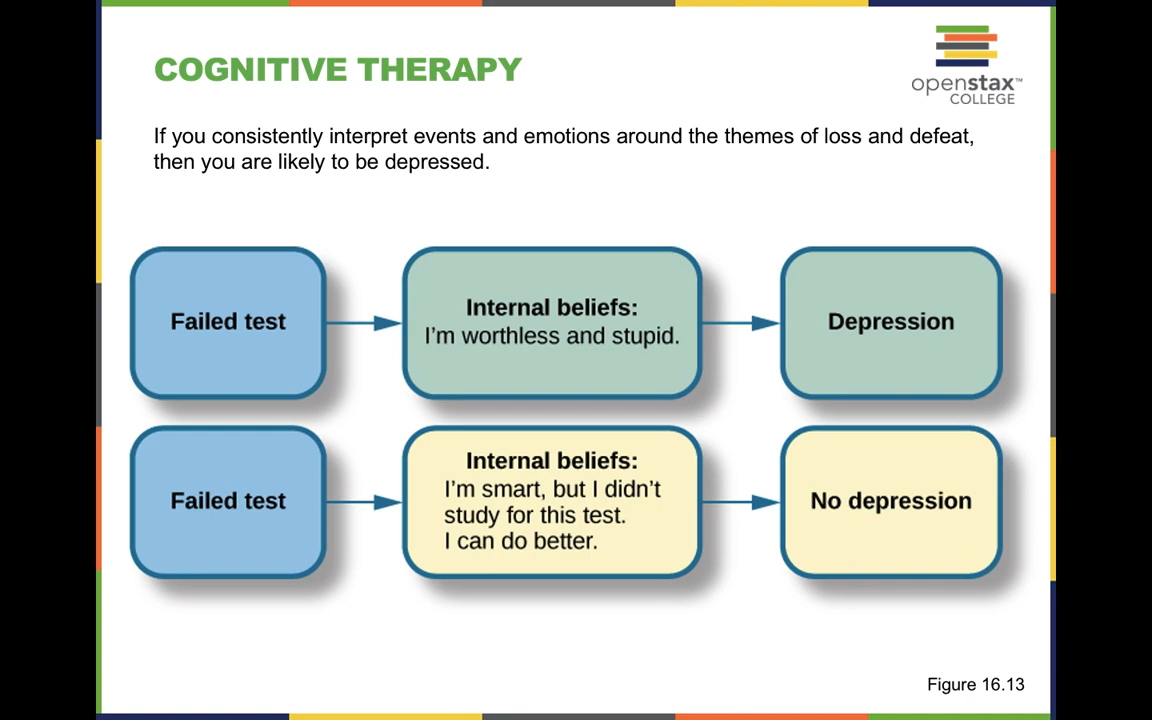 COGNITIVE THERAPY
openstax™
COLLEGE
If you consistently interpret events and emotions around the themes of loss and defeat,
then you are likely to be depressed.
Failed test
Internal beliefs:
I'm worthless and stupid.
Depression
Failed test
Internal beliefs:
I'm smart, but I didn't
study for this test.
I can do better.
No depression
Figure 16.13